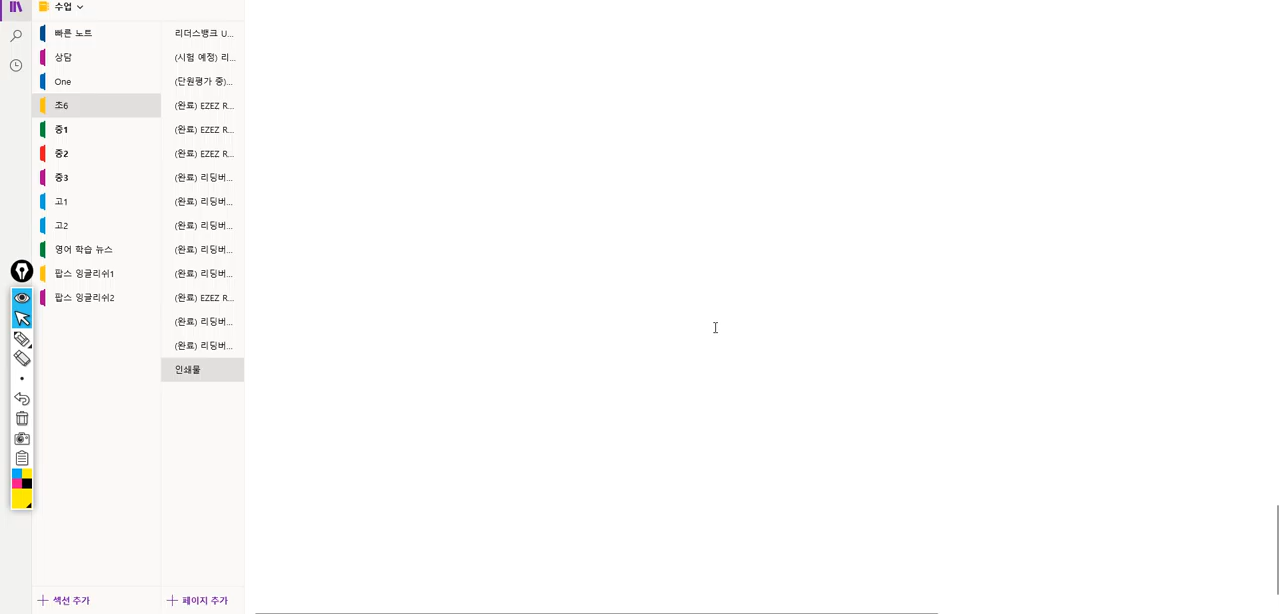 수업
빠른 노트
상담
One
초6
중1
중2
중3
고1
고2
영어 학습 뉴스
팝스 잉글리쉬1
팝스 잉글리쉬2
섹션 추가
리더스뱅크 U...
(시험 예정) 리...
(단원평가 중)...
(완료) EZEZ R...
(완료) EZEZ R...
(완료) EZEZ R...
(완료) 리딩버...
(완료) 리딩버...
(완료) 리딩버...
(완료) 리딩버...
(완료) 리딩버...
(완료) EZEZ R...
(완료) 리딩버...
(완료) 리딩버...
인쇄물
페이지 추가